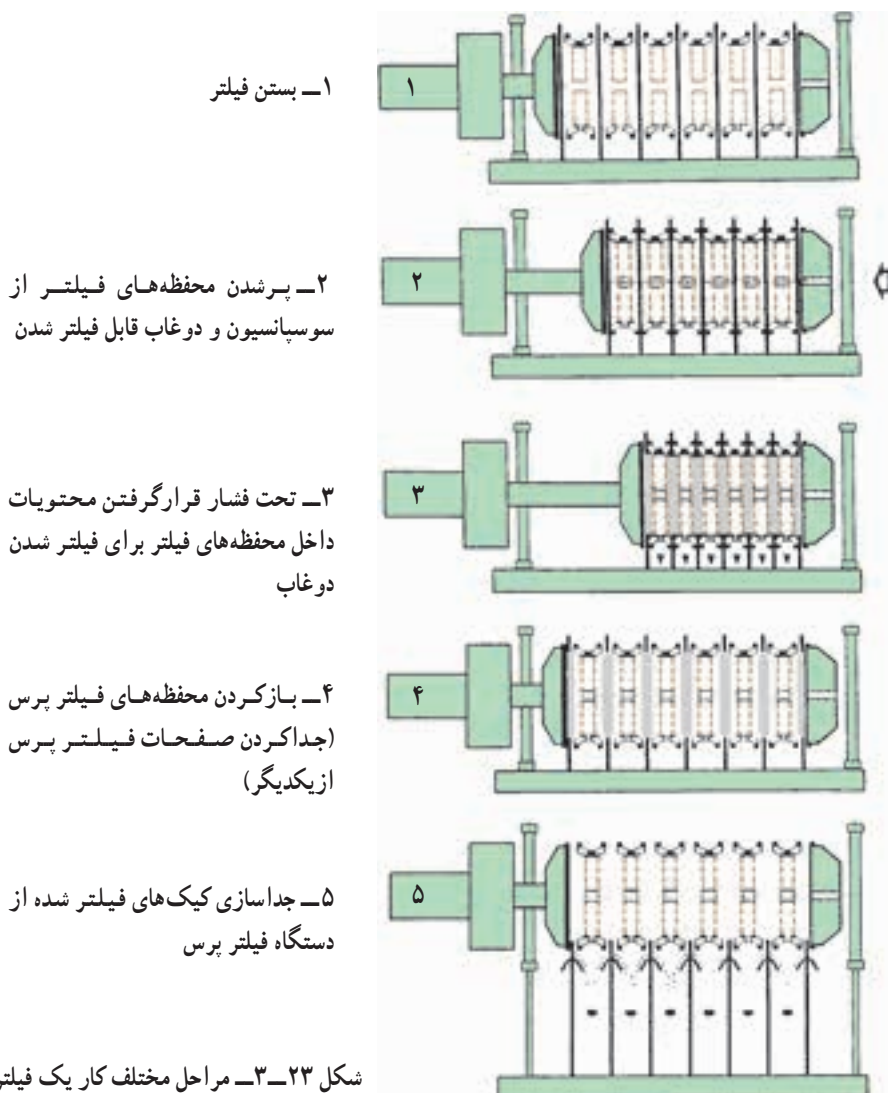 ۱ــ بستن فیلتر
۱
۲ــ پرشدن محفظه‌های فیلتر از
سوسپانسیون و دوغاب قابل فیلتر شدن
۲
۳ــ تحت فشار قرارگرفتن محتویات
داخل محفظه‌های فیلتر برای فیلتر شدن
دوغاب
۳
۴ــ بازکردن محفظه‌های فیلتر پرس
(جداکردن صفحات فیلتر پرس
ازیکدیگر)
۴
۵ــ جداسازی کیک‌های فیلتر شده از
دستگاه فیلتر پرس
۵
شکل ۲۳ــ۳ــ مراحل مختلف کار یک فیلتر